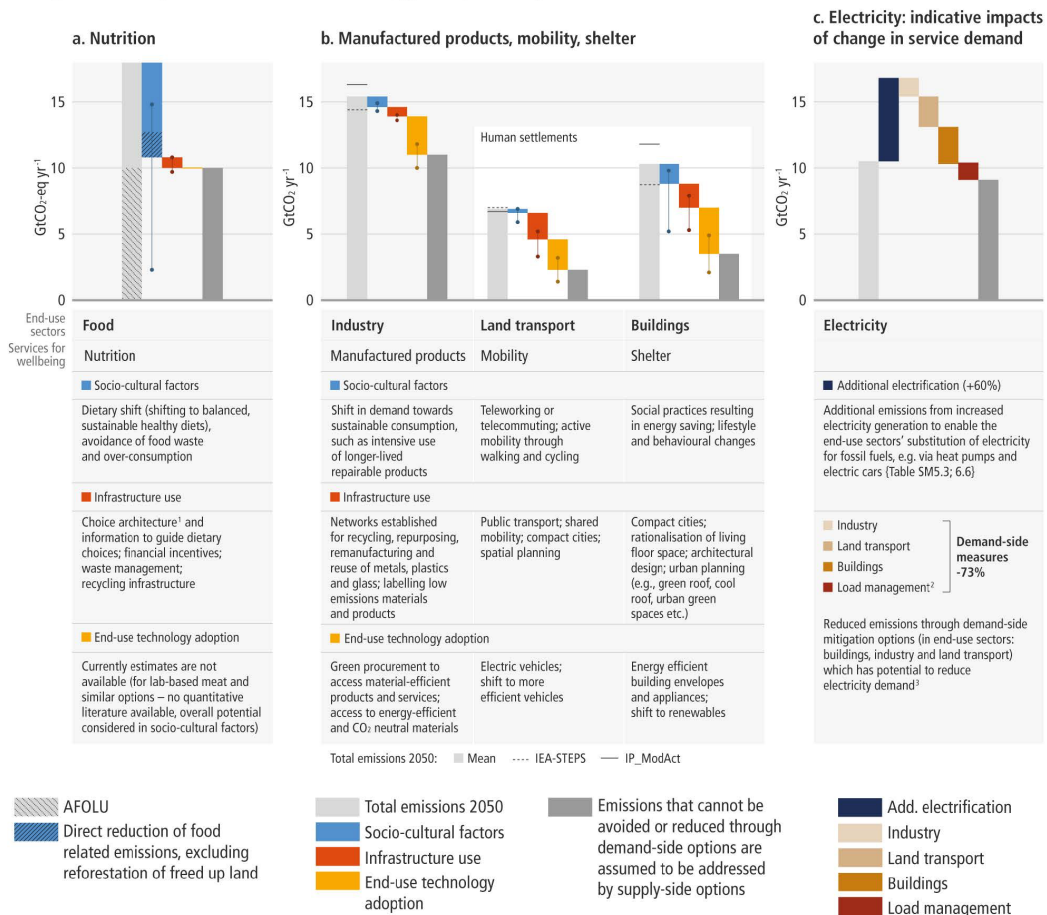 a. Nutrition
b. Manufactured products, mobility, shelter
c. Electricity: indicative impacts
of change in service demand
GtCO₂-eq yr⁻¹
15
10
5
0
GtCO₂ yr⁻¹
15
10
5
0
Human settlements
GtCO₂ yr⁻¹
15
10
5
0
End-use
sectors
Services for
wellbeing
Food
Nutrition
Socio-cultural factors
Dietary shift (shifting to balanced,
sustainable healthy diets),
avoidance of food waste
and over-consumption
Infrastructure use
Choice architecture¹ and
information to guide dietary
choices; financial incentives;
waste management;
recycling infrastructure
End-use technology adoption
Currently estimates are not
available (for lab-based meat and
similar options – no quantitative
literature available, overall potential
considered in socio-cultural factors)
Industry
Land transport
Buildings
Manufactured products
Mobility
Shelter
Socio-cultural factors
Shift in demand towards
sustainable consumption,
such as intensive use
of longer-lived
repairable products
Teleworking or
telecommuting; active
mobility through
walking and cycling
Social practices resulting
in energy saving; lifestyle
and behavioural changes
Infrastructure use
Networks established
for recycling, repurposing,
remanufacturing and
reuse of metals, plastics
and glass; labelling low
emissions materials
and products
Public transport; shared
mobility; compact cities;
spatial planning
Compact cities;
rationalisation of living
floor space; architectural
design; urban planning
(e.g., green roof, cool
roof, urban green
spaces etc.)
End-use technology adoption
Green procurement to
access material-efficient
products and services;
access to energy-efficient
and CO₂ neutral materials
Electric vehicles;
shift to more
efficient vehicles
Energy efficient
building envelopes
and appliances;
shift to renewables
Total emissions 2050: Mean IEA-STEPS IP_ModAct
Electricity
Additional electrification (+60%)
Additional emissions from increased
electricity generation to enable
the end-use sectors’ substitution of electricity
for fossil fuels, e.g. via heat pumps and
electric cars {Table SM5.3; 6.6}
Industry
Land transport
Buildings
Load management²
Demand-side
measures
-73%
Reduced emissions through demand-side
mitigation options (in end-use sectors:
buildings, industry and land transport)
which has potential to reduce
electricity demand³
AFOLU
Direct reduction of food
related emissions, excluding
reforestation of freed up land
Total emissions 2050
Socio-cultural factors
Infrastructure use
End-use technology
adoption
Emissions that cannot be
avoided or reduced through
demand-side options are
assumed to be addressed
by supply-side options
Add. electrification
Industry
Land transport
Buildings
Load management